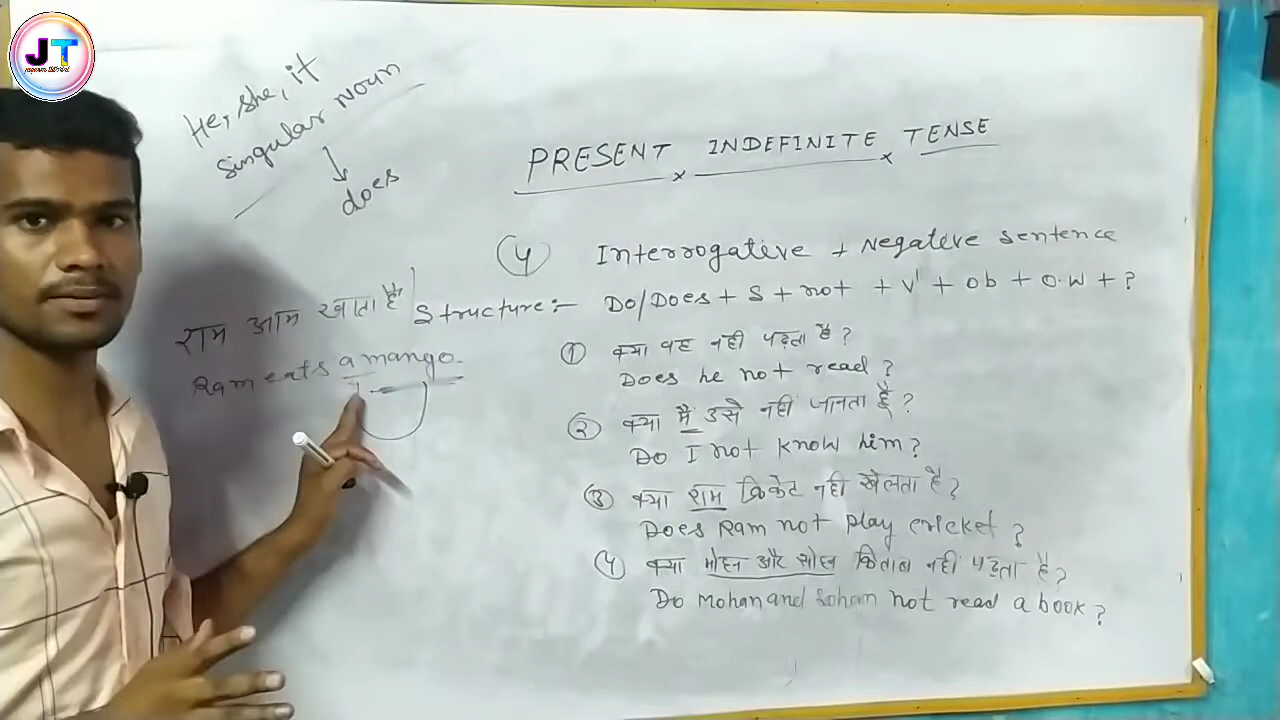 JT
He, she, it
singular noun
does
PRESENT INDEFINITE TENSE
4 Interrogative + Negative sentence
Structure:- Do/Does + S + not + V1 + ob + O.W + ?
राम आम खाता है
Ram eats a mango.
1 क्या वह नही पढ़ता है ?
Does he not read ?
2 क्या मैं उसे नहीं जानता हूँ ?
Do I not know him ?
3 क्या राम क्रिकेट नही खेलता है ?
Does Ram not play cricket ?
4 क्या मोहन और सोहन किताब नहीं पढ़ता है ?
Do Mohan and Sohan not read a book ?